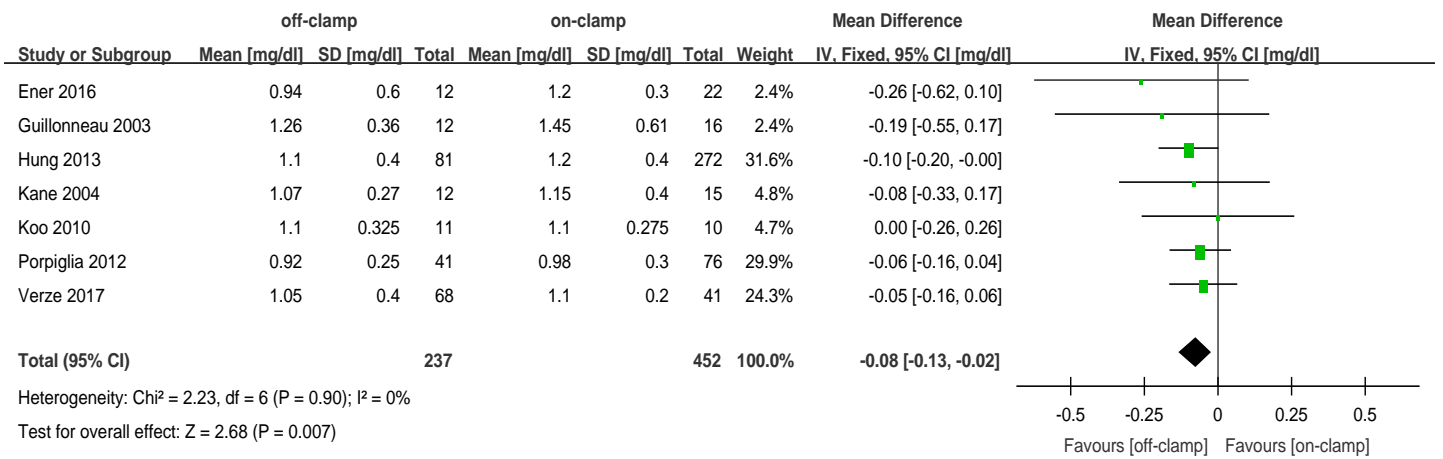 off-clamp on-clamp Mean Difference Mean Difference
Study or Subgroup Mean [mg/dl] SD [mg/dl] Total Mean [mg/dl] SD [mg/dl] Total Weight IV, Fixed, 95% CI [mg/dl] IV, Fixed, 95% CI [mg/dl]
Ener 2016 0.94 0.6 12 1.2 0.3 22 2.4% -0.26 [-0.62, 0.10]
Guillonneau 2003 1.26 0.36 12 1.45 0.61 16 2.4% -0.19 [-0.55, 0.17]
Hung 2013 1.1 0.4 81 1.2 0.4 272 31.6% -0.10 [-0.20, -0.00]
Kane 2004 1.07 0.27 12 1.15 0.4 15 4.8% -0.08 [-0.33, 0.17]
Koo 2010 1.1 0.325 11 1.1 0.275 10 4.7% 0.00 [-0.26, 0.26]
Porpiglia 2012 0.92 0.25 41 0.98 0.3 76 29.9% -0.06 [-0.16, 0.04]
Verze 2017 1.05 0.4 68 1.1 0.2 41 24.3% -0.05 [-0.16, 0.06]
Total (95% CI) 237 452 100.0% -0.08 [-0.13, -0.02]
Heterogeneity: Chi² = 2.23, df = 6 (P = 0.90); I² = 0%
Test for overall effect: Z = 2.68 (P = 0.007)
-0.5 -0.25 0 0.25 0.5
Favours [off-clamp] Favours [on-clamp]